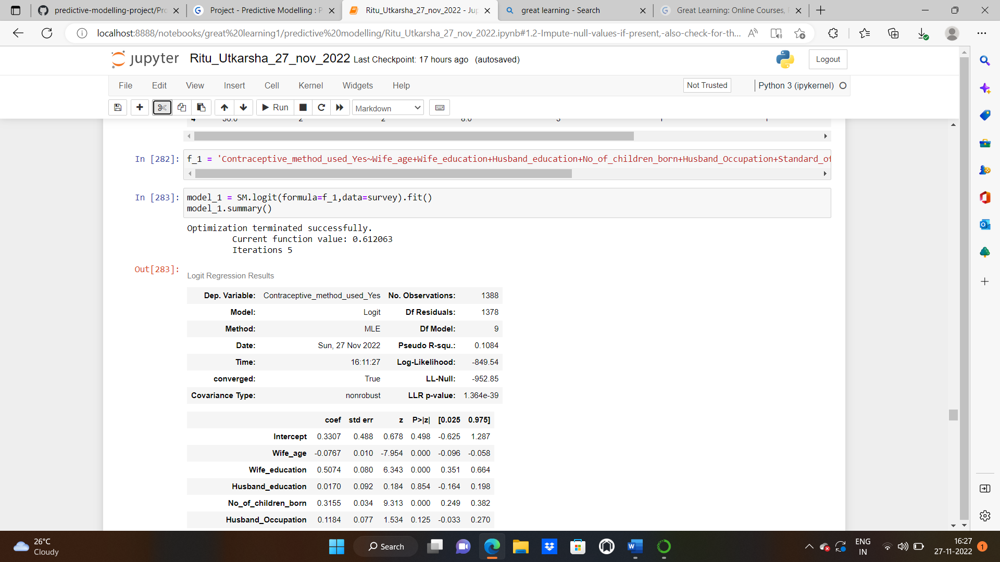 predictive-modelling-project/Pro
Project - Predictive Modelling : P
Ritu_Utkarsha_27_nov_2022 - Jup
great learning - Search
Great Learning: Online Courses,
localhost:8888/notebooks/great%20learning1/predictive%20modelling/Ritu_Utkarsha_27_nov_2022.ipynb#1.2-Impute-null-values-if-present,-also-check-for-th...
jupyter Ritu_Utkarsha_27_nov_2022 Last Checkpoint: 17 hours ago (autosaved)
Logout
File Edit View Insert Cell Kernel Widgets Help
Not Trusted
Python 3 (ipykernel)
Run
Markdown
In [282]: f_1 = 'Contraceptive_method_used_Yes~Wife_age+Wife_education+Husband_education+No_of_children_born+Husband_Occupation+Standard_of
In [283]: model_1 = SM.logit(formula=f_1,data=survey).fit()
model_1.summary()
Optimization terminated successfully.
Current function value: 0.612063
Iterations 5
Out[283]:
Logit Regression Results
Dep. Variable: Contraceptive_method_used_Yes No. Observations: 1388
Model: Logit Df Residuals: 1378
Method: MLE Df Model: 9
Date: Sun, 27 Nov 2022 Pseudo R-squ.: 0.1084
Time: 16:11:27 Log-Likelihood: -849.54
converged: True LL-Null: -952.85
Covariance Type: nonrobust LLR p-value: 1.364e-39
coef std err z P>|z| [0.025 0.975]
Intercept 0.3307 0.488 0.678 0.498 -0.625 1.287
Wife_age -0.0767 0.010 -7.954 0.000 -0.096 -0.058
Wife_education 0.5074 0.080 6.343 0.000 0.351 0.664
Husband_education 0.0170 0.092 0.184 0.854 -0.164 0.198
No_of_children_born 0.3155 0.034 9.313 0.000 0.249 0.382
Husband_Occupation 0.1184 0.077 1.534 0.125 -0.033 0.270
26°C
Cloudy
Search
ENG
IN
16:27
27-11-2022
1